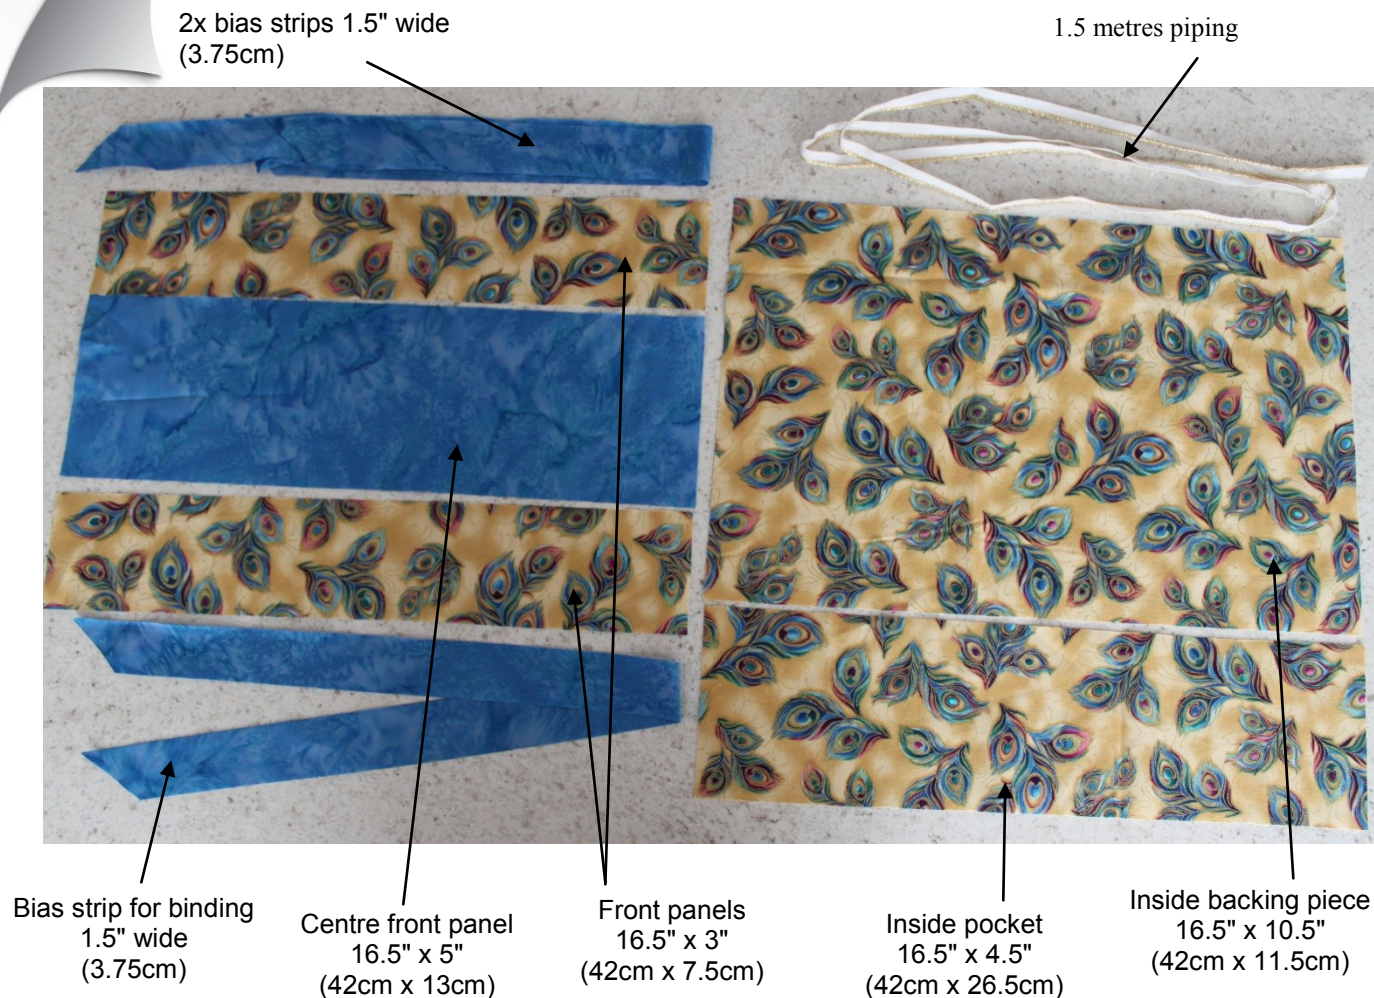 2x bias strips 1.5" wide
(3.75cm)
1.5 metres piping
Bias strip for binding
1.5" wide
(3.75cm)
Centre front panel
16.5" x 5"
(42cm x 13cm)
Front panels
16.5" x 3"
(42cm x 7.5cm)
Inside pocket
16.5" x 4.5"
(42cm x 26.5cm)
Inside backing piece
16.5" x 10.5"
(42cm x 11.5cm)